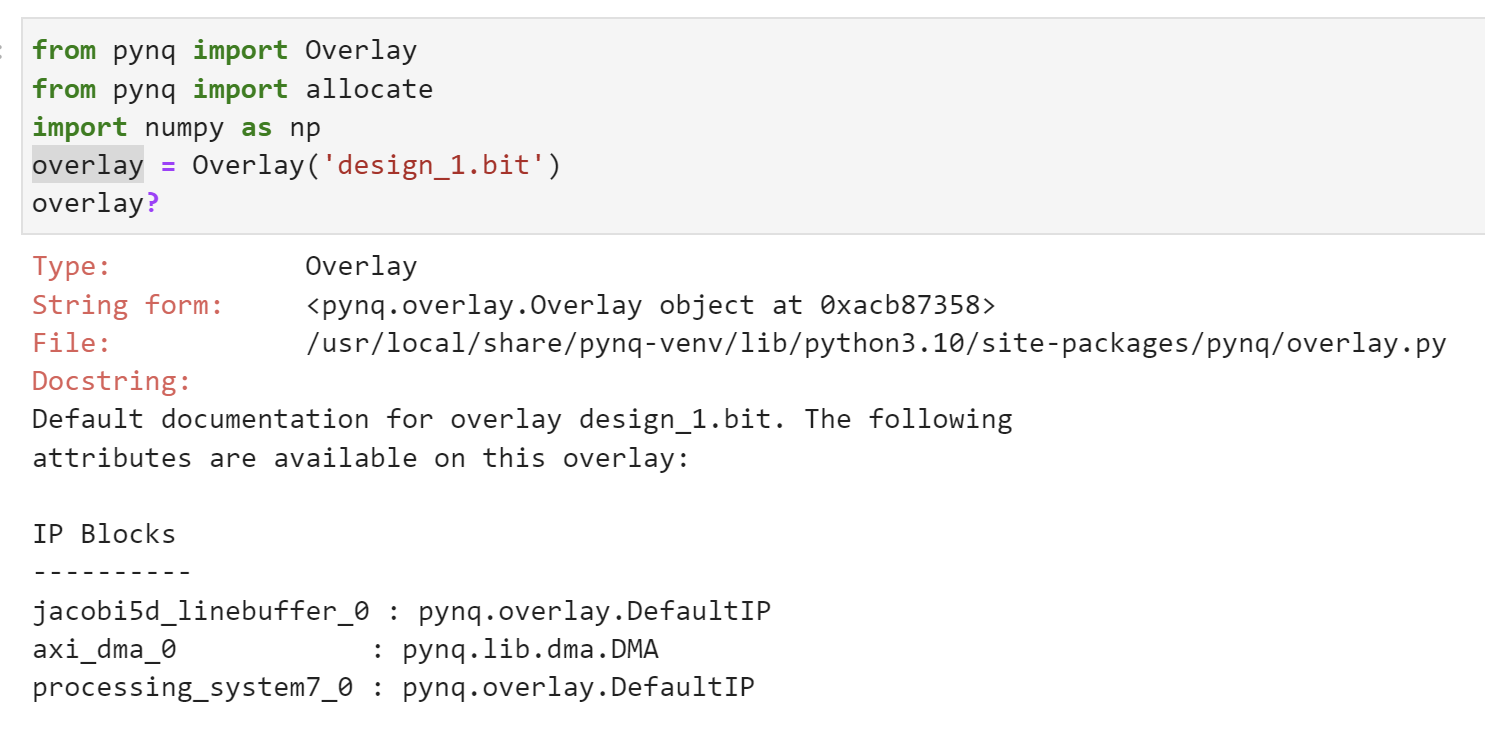 from pynq import Overlay
from pynq import allocate
import numpy as np
overlay = Overlay('design_1.bit')
overlay?
Type:            Overlay
String form:     <pynq.overlay.Overlay object at 0xacb87358>
File:            /usr/local/share/pynq-venv/lib/python3.10/site-packages/pynq/overlay.py
Docstring:
Default documentation for overlay design_1.bit. The following
attributes are available on this overlay:
IP Blocks
----------
jacobi5d_linebuffer_0 : pynq.overlay.DefaultIP
axi_dma_0            : pynq.lib.dma.DMA
processing_system7_0 : pynq.overlay.DefaultIP